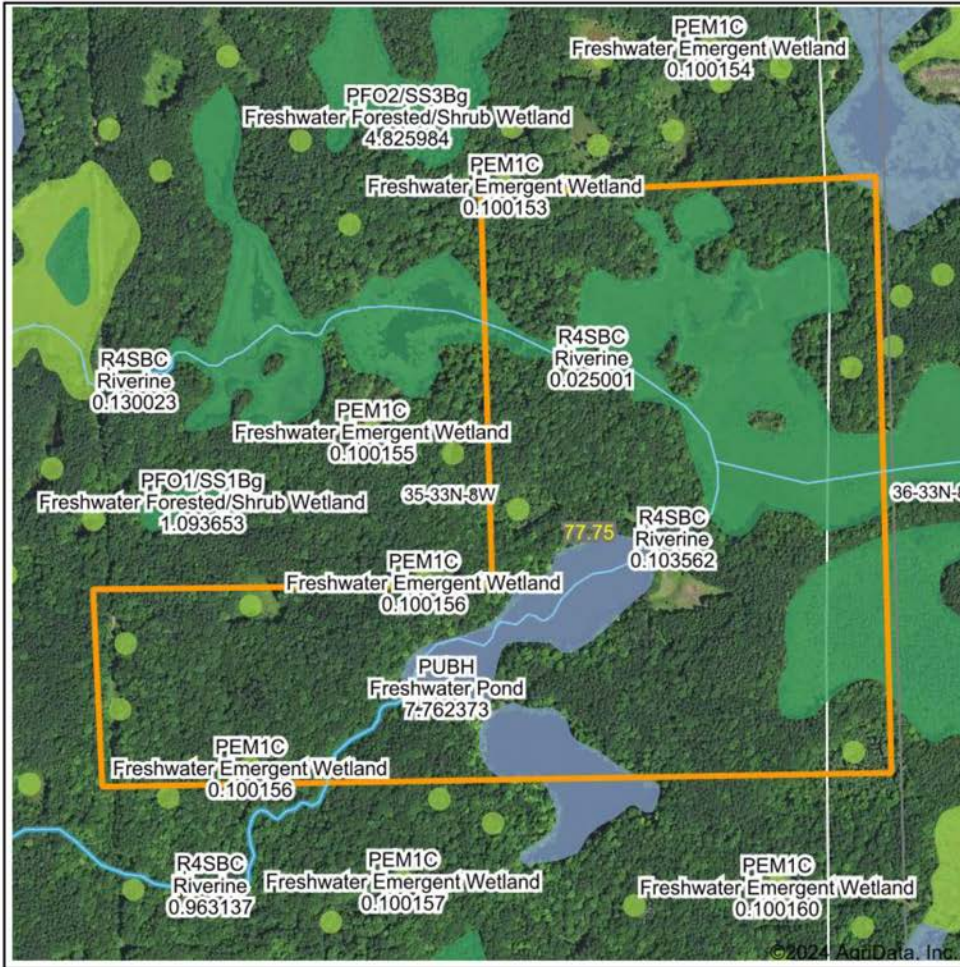 PEM1C
Freshwater Emergent Wetland
0.100154
PFO2/SS3Bg
Freshwater Forested/Shrub Wetland
4.825984
PEM1C
Freshwater Emergent Wetland
0.100153
R4SBC
Riverine
0.130023
R4SBC
Riverine
0.025001
PEM1C
Freshwater Emergent Wetland
0.100155
PFO1/SS1Bg
Freshwater Forested/Shrub Wetland
1.093653
35-33N-8W
36-33N-8
77.75
R4SBC
Riverine
0.103562
PEM1C
Freshwater Emergent Wetland
0.100156
PUBH
Freshwater Pond
7.762373
PEM1C
Freshwater Emergent Wetland
0.100156
R4SBC
Riverine
0.963137
PEM1C
Freshwater Emergent Wetland
0.100157
PEM1C
Freshwater Emergent Wetland
0.100160
©2024 AgriData, Inc.